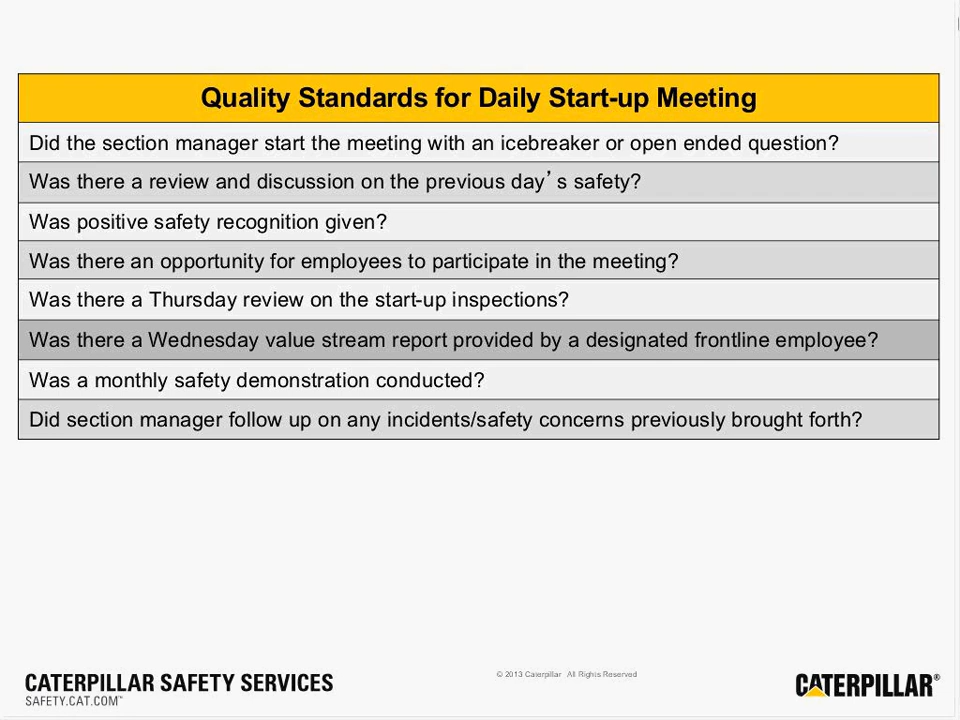 Quality Standards for Daily Start-up Meeting
Did the section manager start the meeting with an icebreaker or open ended question?
Was there a review and discussion on the previous day’s safety?
Was positive safety recognition given?
Was there an opportunity for employees to participate in the meeting?
Was there a Thursday review on the start-up inspections?
Was there a Wednesday value stream report provided by a designated frontline employee?
Was a monthly safety demonstration conducted?
Did section manager follow up on any incidents/safety concerns previously brought forth?
© 2013 Caterpillar All Rights Reserved
CATERPILLAR SAFETY SERVICES
SAFETY.CAT.COM™
CATERPILLAR®